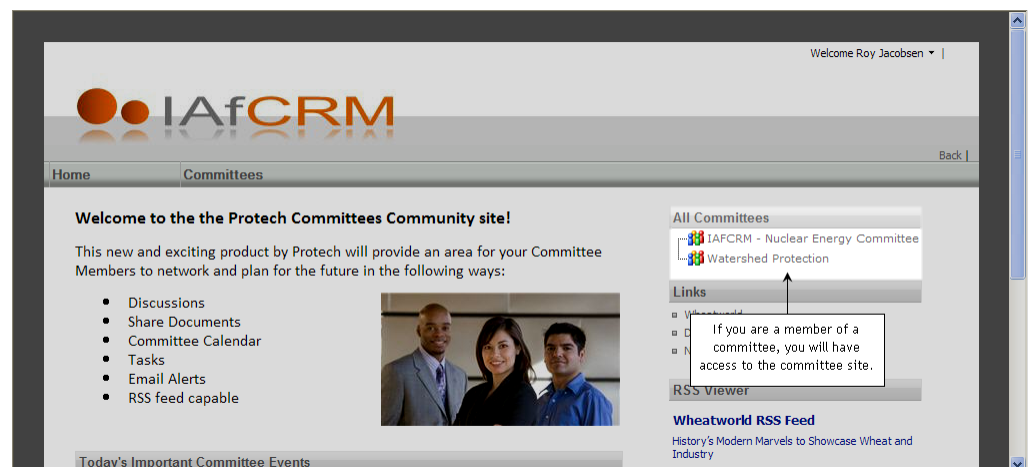 Welcome Roy Jacobsen
IAfCRM
Back
Home Committees
Welcome to the the Protech Committees Community site!
This new and exciting product by Protech will provide an area for your Committee
Members to network and plan for the future in the following ways:
Discussions
Share Documents
Committee Calendar
Tasks
Email Alerts
RSS feed capable
Today's Important Committee Events
All Committees
IAFCRM - Nuclear Energy Committee
Watershed Protection
Links
If you are a member of a
committee, you will have
access to the committee site.
RSS Viewer
Wheatworld RSS Feed
History's Modern Marvels to Showcase Wheat and
Industry